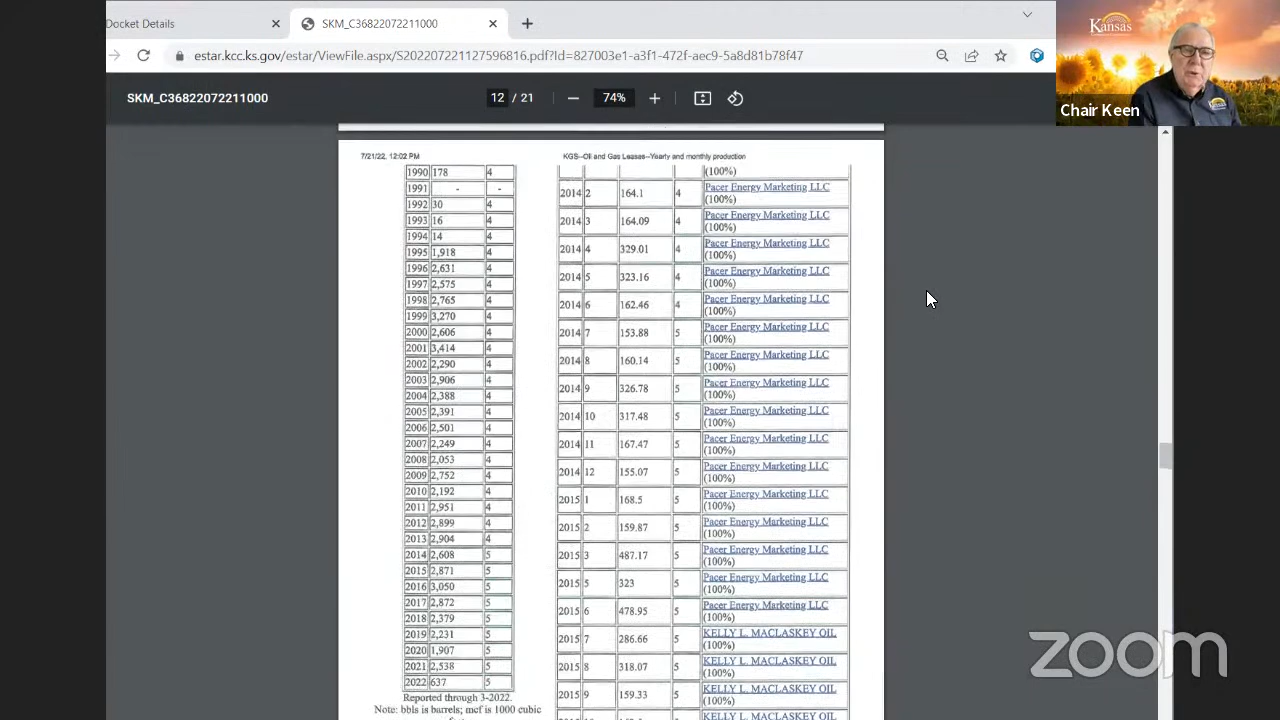 Docket Details
SKM_C36822072211000
estar.kcc.ks.gov/estar/ViewFile.aspx/S202207221127596816.pdf?Id=827003e1-a3f1-472f-aec9-5a8d81b78f47
Kansas
Chair Keen
SKM_C36822072211000
12 / 21
74%
7/21/22, 12:02 PM
KGS--Oil and Gas Leases--Yearly and monthly production
1990 178 4
1991 - -
1992 30 4
1993 16 4
1994 14 4
1995 1,918 4
1996 2,631 4
1997 2,575 4
1998 2,765 4
1999 3,270 4
2000 2,606 4
2001 3,414 4
2002 2,290 4
2003 2,906 4
2004 2,388 4
2005 2,391 4
2006 2,501 4
2007 2,249 4
2008 2,053 4
2009 2,752 4
2010 2,192 4
2011 2,951 4
2012 2,899 4
2013 2,904 4
2014 2,608 5
2015 2,871 5
2016 3,050 5
2017 2,872 5
2018 2,379 5
2019 2,231 5
2020 1,907 5
2021 2,538 5
2022 637 5
Reported through 3-2022.
Note: bbls is barrels; mcf is 1000 cubic
(100%)
2014 2 164.1 4 Pacer Energy Marketing LLC
(100%)
2014 3 164.09 4 Pacer Energy Marketing LLC
(100%)
2014 4 329.01 4 Pacer Energy Marketing LLC
(100%)
2014 5 323.16 4 Pacer Energy Marketing LLC
(100%)
2014 6 162.46 4 Pacer Energy Marketing LLC
(100%)
2014 7 153.88 5 Pacer Energy Marketing LLC
(100%)
2014 8 160.14 5 Pacer Energy Marketing LLC
(100%)
2014 9 326.78 5 Pacer Energy Marketing LLC
(100%)
2014 10 317.48 5 Pacer Energy Marketing LLC
(100%)
2014 11 167.47 5 Pacer Energy Marketing LLC
(100%)
2014 12 155.07 5 Pacer Energy Marketing LLC
(100%)
2015 1 168.5 5 Pacer Energy Marketing LLC
(100%)
2015 2 159.87 5 Pacer Energy Marketing LLC
(100%)
2015 3 487.17 5 Pacer Energy Marketing LLC
(100%)
2015 5 323 5 Pacer Energy Marketing LLC
(100%)
2015 6 478.95 5 Pacer Energy Marketing LLC
(100%)
2015 7 286.66 5 KELLY L. MACLASKEY OIL
(100%)
2015 8 318.07 5 KELLY L. MACLASKEY OIL
(100%)
2015 9 159.33 5 KELLY L. MACLASKEY OIL
(100%)
KELLY L. MACLASKEY OIL
zoom